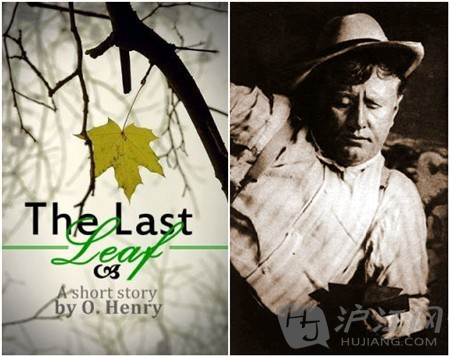 The Last
Leaf
A short story
by O. Henry
沪江网
HUJIANG.COM